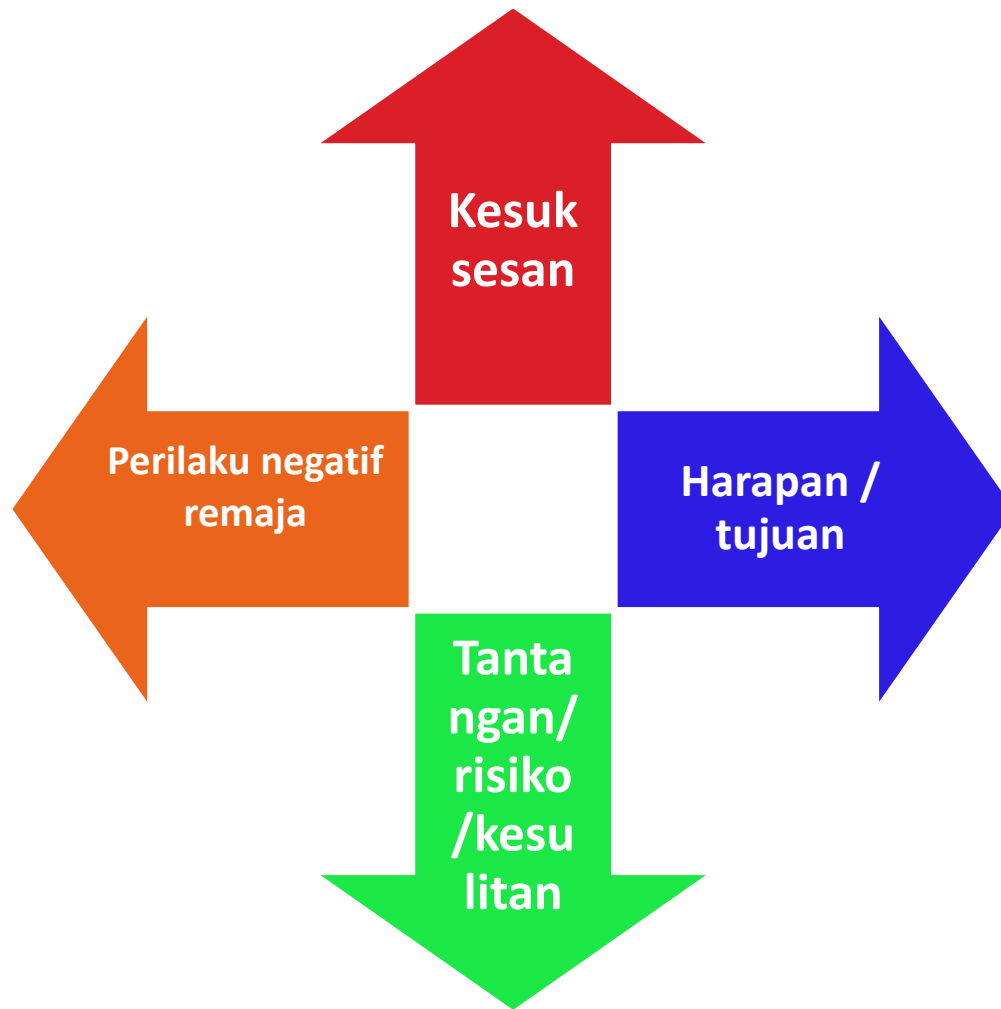 Kesuk
sesan
Perilaku negatif
remaja
Harapan /
tujuan
Tanta
ngan/
risiko
/kesu
litan